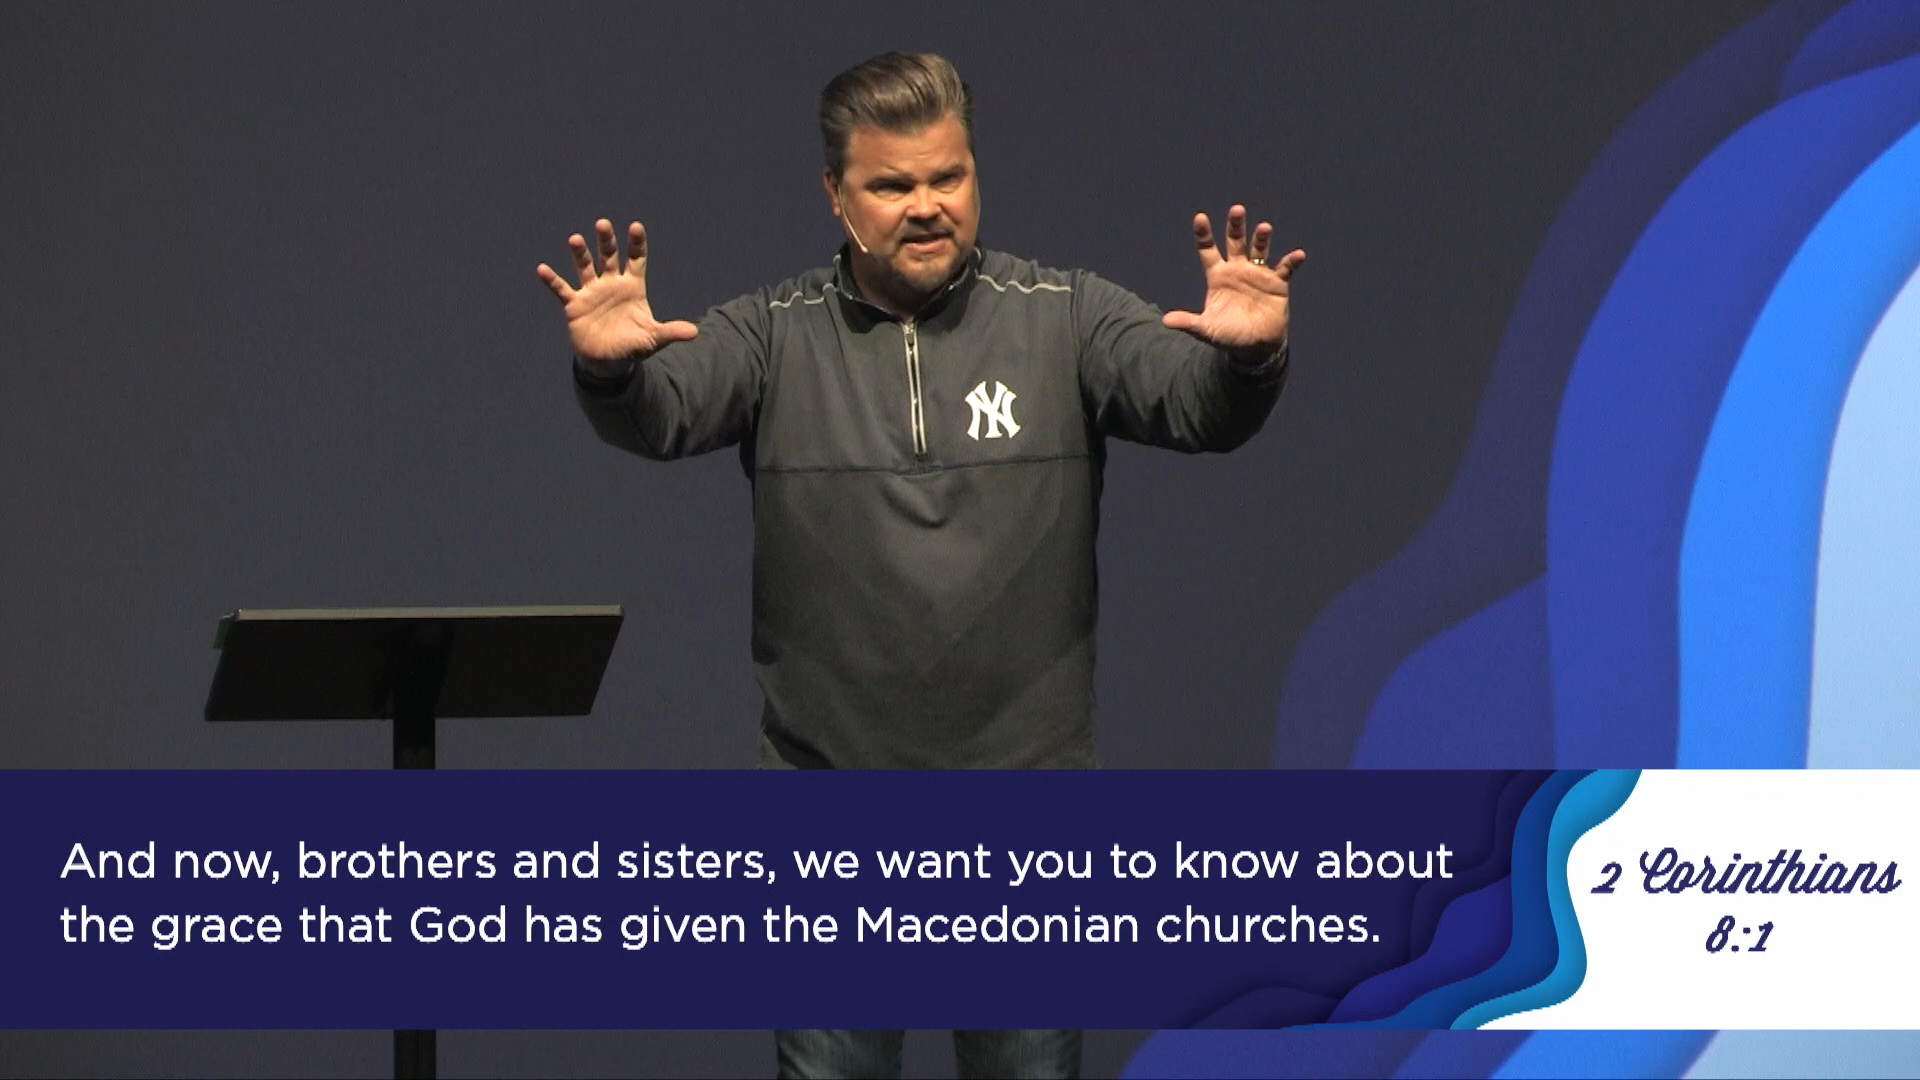 NY
And now, brothers and sisters, we want you to know about
the grace that God has given the Macedonian churches.
2 Corinthians
8:1